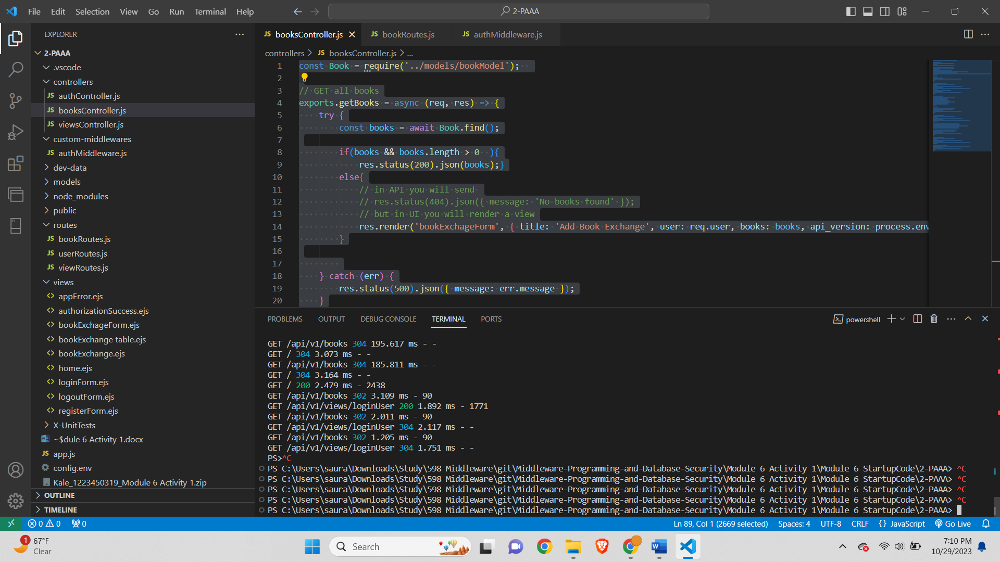 File Edit Selection View Go Run Terminal Help
2-PAAA
EXPLORER
2-PAAA
.vscode
controllers
JS authController.js
JS booksController.js
JS viewsController.js
custom-middlewares
JS authMiddleware.js
dev-data
models
node_modules
public
routes
JS bookRoutes.js
JS userRoutes.js
JS viewRoutes.js
views
<> appError.ejs
<> authorizationSuccess.ejs
<> bookExchageForm.ejs
<> bookExchange table.ejs
<> bookExchange.ejs
<> home.ejs
<> loginForm.ejs
<> logoutForm.ejs
<> registerForm.ejs
X-UnitTests
~$dule 6 Activity 1.docx
JS app.js
config.env
Kale_1223450319_Module 6 Activity 1.zip
OUTLINE
TIMELINE
JS booksController.js JS bookRoutes.js JS authMiddleware.js
controllers > JS booksController.js > ...
1 const Book = require('../models/bookModel');
2
3 // GET all books
4 exports.getBooks = async (req, res) => {
5 try {
6 const books = await Book.find();
7
8 if(books && books.length > 0 ){
9 res.status(200).json(books);}
10 else{
11 // in API you will send
12 // res.status(404).json({ message: 'No books found' });
13 // but in UI you will render a view
14 res.render('bookExchageForm', { title: 'Add Book Exchange', user: req.user, books: books, api_version: process.env
15 }
16
17
18 } catch (err) {
19 res.status(500).json({ message: err.message });
20 }
PROBLEMS OUTPUT DEBUG CONSOLE TERMINAL PORTS
powershell
GET /api/v1/books 304 195.617 ms - -
GET / 304 3.073 ms - -
GET /api/v1/books 304 185.811 ms - -
GET / 304 3.164 ms - -
GET / 200 2.479 ms - 2438
GET /api/v1/books 302 3.109 ms - 90
GET /api/v1/views/loginUser 200 1.892 ms - 1771
GET /api/v1/books 302 2.011 ms - 90
GET /api/v1/views/loginUser 304 2.117 ms - -
GET /api/v1/books 302 1.205 ms - 90
GET /api/v1/views/loginUser 304 1.751 ms - -
PS>^C
PS C:\Users\saura\Downloads\Study\598 Middleware\git\Middleware-Programming-and-Database-Security\Module 6 Activity 1\Module 6 StartupCode\2-PAAA> ^C
PS C:\Users\saura\Downloads\Study\598 Middleware\git\Middleware-Programming-and-Database-Security\Module 6 Activity 1\Module 6 StartupCode\2-PAAA> ^C
PS C:\Users\saura\Downloads\Study\598 Middleware\git\Middleware-Programming-and-Database-Security\Module 6 Activity 1\Module 6 StartupCode\2-PAAA> ^C
PS C:\Users\saura\Downloads\Study\598 Middleware\git\Middleware-Programming-and-Database-Security\Module 6 Activity 1\Module 6 StartupCode\2-PAAA> ^C
PS C:\Users\saura\Downloads\Study\598 Middleware\git\Middleware-Programming-and-Database-Security\Module 6 Activity 1\Module 6 StartupCode\2-PAAA>
0 0 0
Ln 89, Col 1 (2669 selected) Spaces: 4 UTF-8 CRLF {} JavaScript Go Live
1
67°F
Clear
Search
7:10 PM
10/29/2023